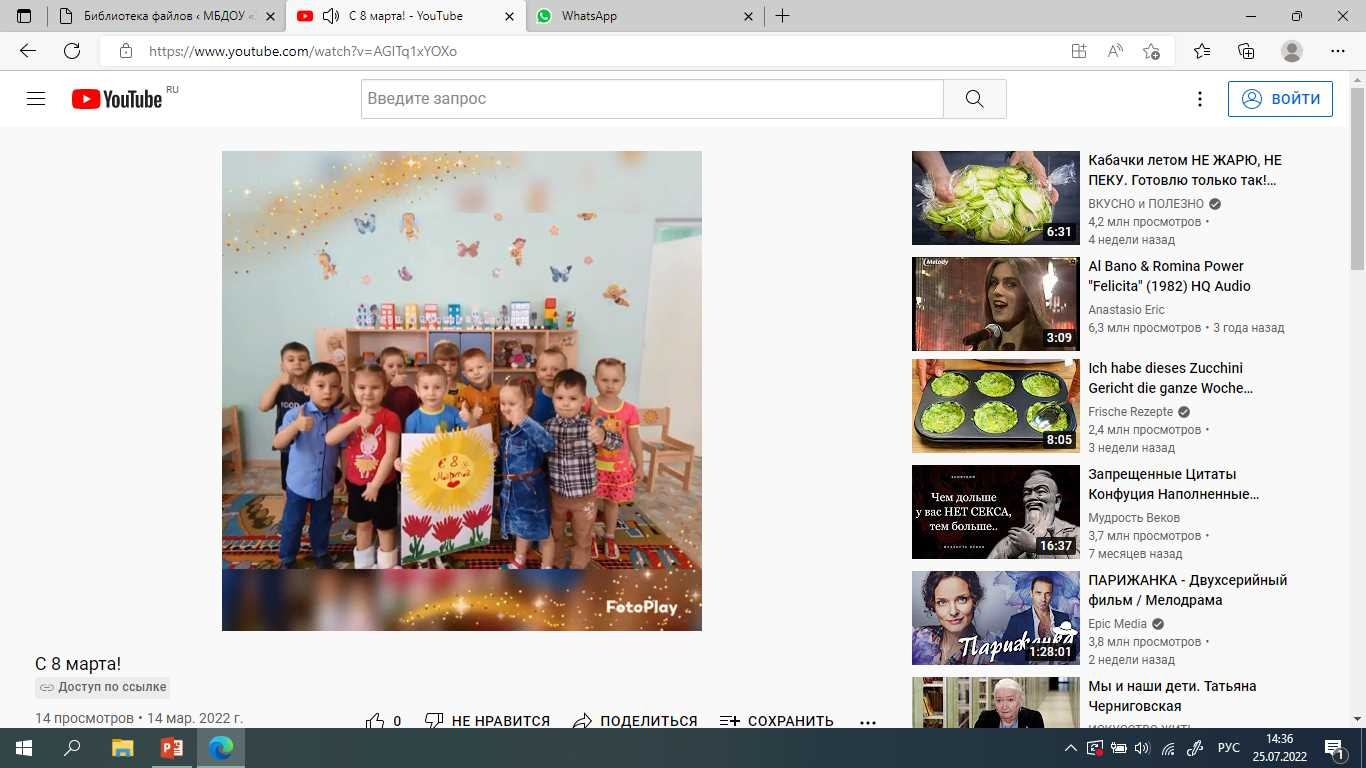 Библиотека файлов ‹ МБДОУ «
С 8 марта! - YouTube
WhatsApp
https://www.youtube.com/watch?v=AGITq1xYOXo
YouTube RU
Введите запрос
ВОЙТИ
С 8
Марта
FotoPlay
С 8 марта!
Доступ по ссылке
14 просмотров • 14 мар. 2022 г.
0
НЕ НРАВИТСЯ
ПОДЕЛИТЬСЯ
СОХРАНИТЬ
6:31
Кабачки летом НЕ ЖАРЮ, НЕ
ПЕКУ. Готовлю только так!...
ВКУСНО и ПОЛЕЗНО
4,2 млн просмотров •
4 недели назад
Melody
3:09
Al Bano & Romina Power
"Felicita" (1982) HQ Audio
Anastasio Eric
6,3 млн просмотров • 3 года назад
8:05
Ich habe dieses Zucchini
Gericht die ganze Woche...
Frische Rezepte
2,4 млн просмотров •
3 недели назад
Чем дольше
у вас НЕТ СЕКСА,
тем больше..
16:37
Запрещенные Цитаты
Конфуция Наполненные...
Мудрость Веков
3,7 млн просмотров •
7 месяцев назад
Парижанка
1:28:01
ПАРИЖАНКА - Двухсерийный
фильм / Мелодрама
Epic Media
3,8 млн просмотров •
2 недели назад
Мы и наши дети. Татьяна
Черниговская
ИСКУССТВО ЖИТЬ
РУС
14:36
25.07.2022
1